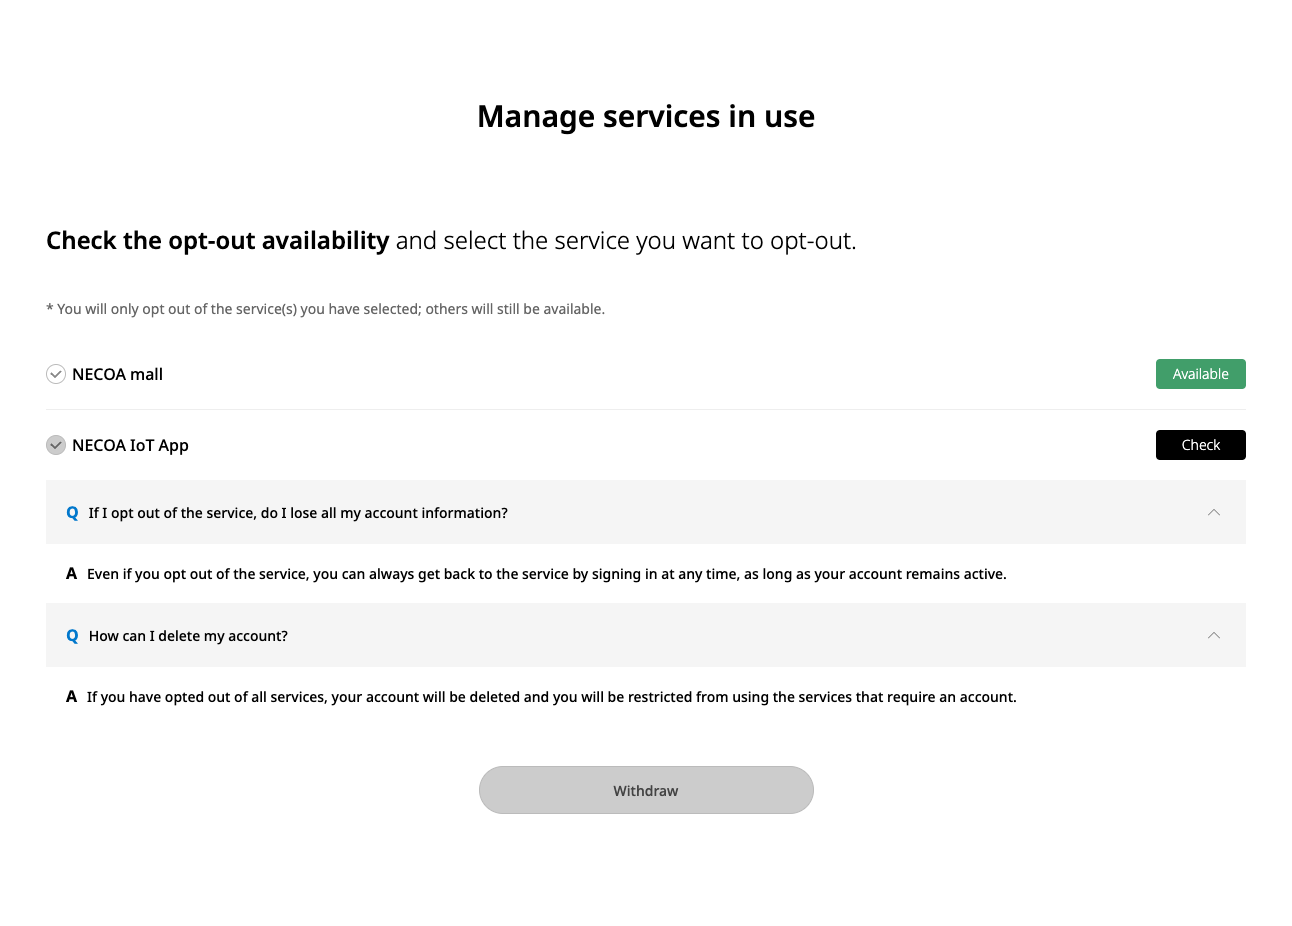 Manage services in use
Check the opt-out availability and select the service you want to opt-out.
* You will only opt out of the service(s) you have selected; others will still be available.
NECOA mall
Available
NECOA IoT App
Check
Q If I opt out of the service, do I lose all my account information?
A Even if you opt out of the service, you can always get back to the service by signing in at any time, as long as your account remains active.
Q How can I delete my account?
A If you have opted out of all services, your account will be deleted and you will be restricted from using the services that require an account.
Withdraw